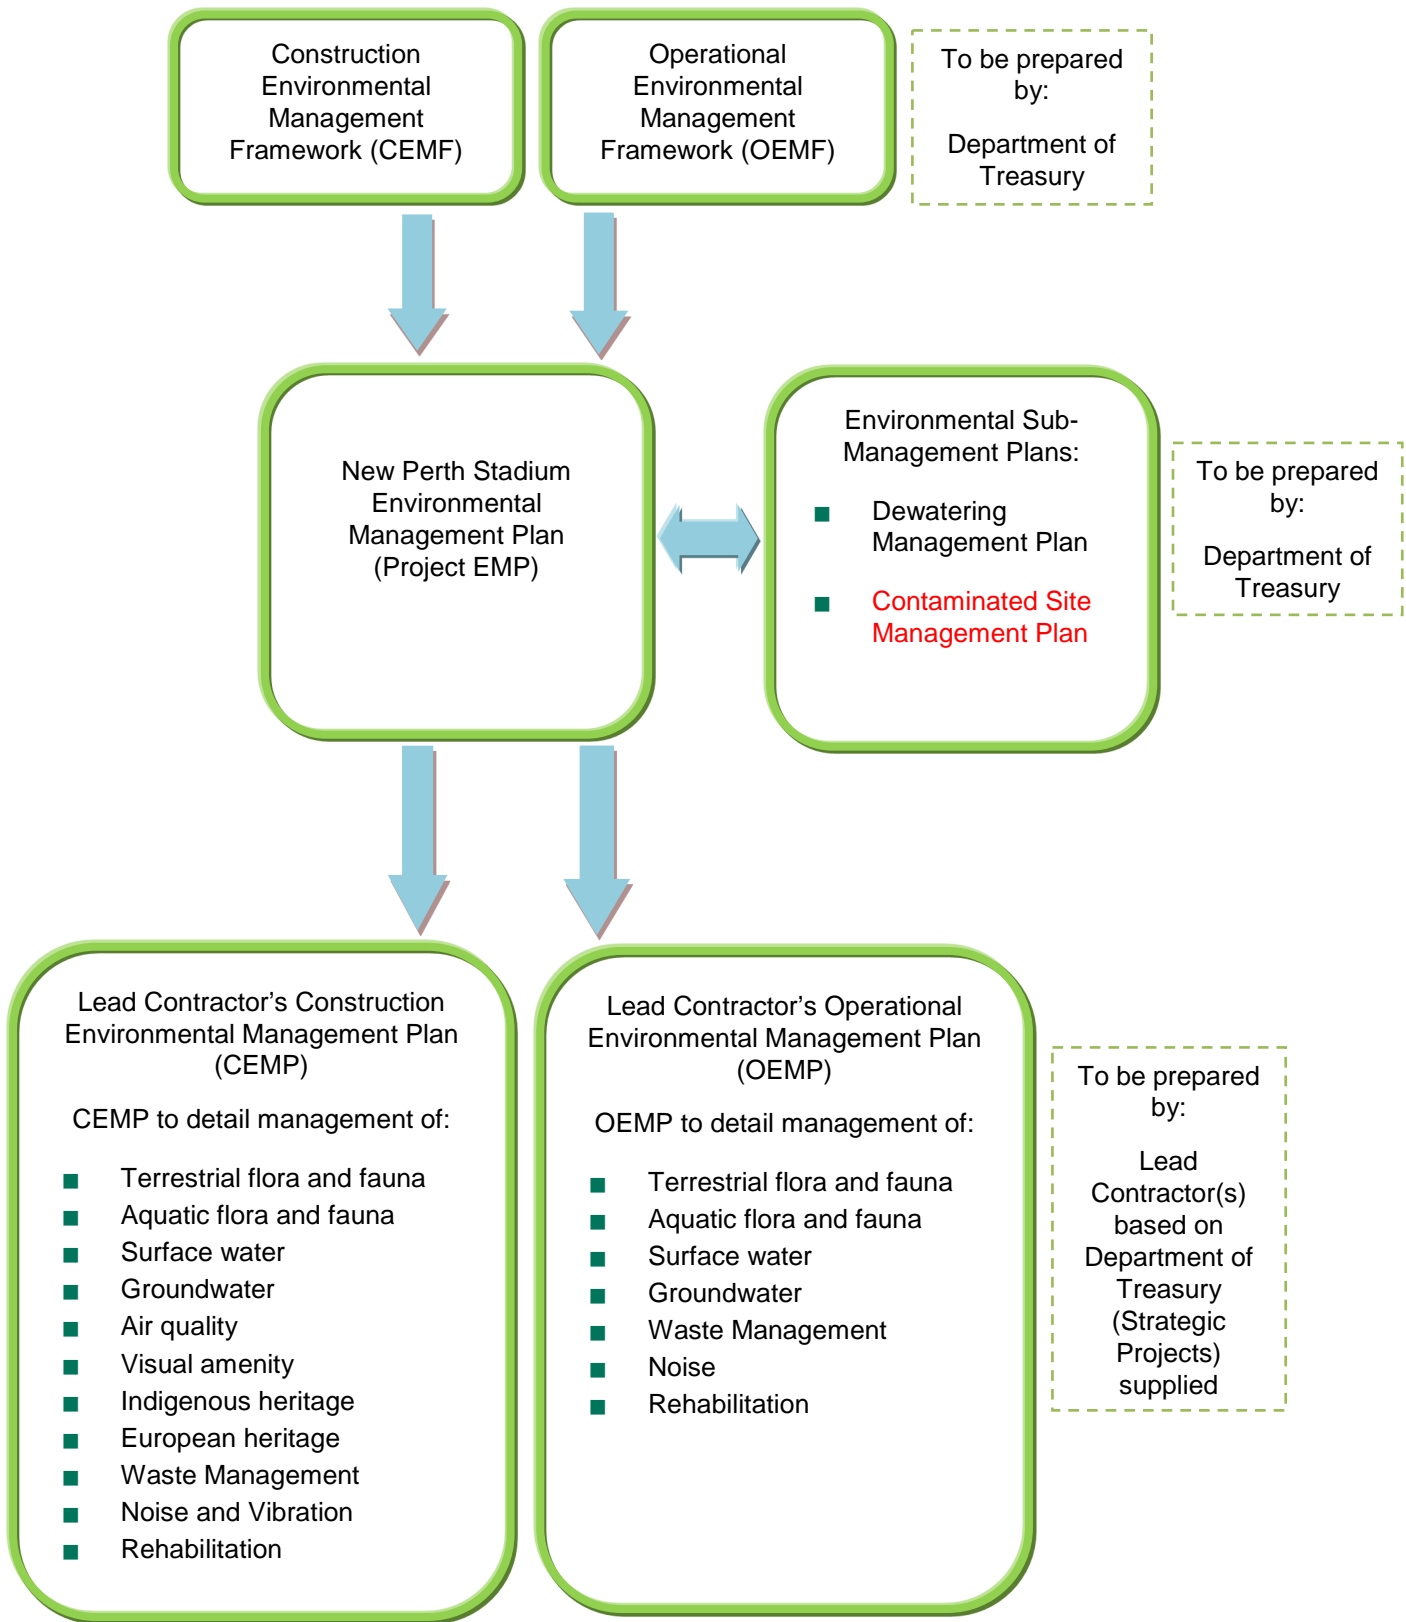 Construction
Environmental
Management
Framework (CEMF)
Operational
Environmental
Management
Framework (OEMF)
To be prepared
by:
Department of
Treasury
New Perth Stadium
Environmental
Management Plan
(Project EMP)
Environmental Sub-
Management Plans:
Dewatering
Management Plan
Contaminated Site
Management Plan
To be prepared
by:
Department of
Treasury
Lead Contractor’s Construction
Environmental Management Plan
(CEMP)
CEMP to detail management of:
Terrestrial flora and fauna
Aquatic flora and fauna
Surface water
Groundwater
Air quality
Visual amenity
Indigenous heritage
European heritage
Waste Management
Noise and Vibration
Rehabilitation
Lead Contractor’s Operational
Environmental Management Plan
(OEMP)
OEMP to detail management of:
Terrestrial flora and fauna
Aquatic flora and fauna
Surface water
Groundwater
Waste Management
Noise
Rehabilitation
To be prepared
by:
Lead
Contractor(s)
based on
Department of
Treasury
(Strategic
Projects)
supplied